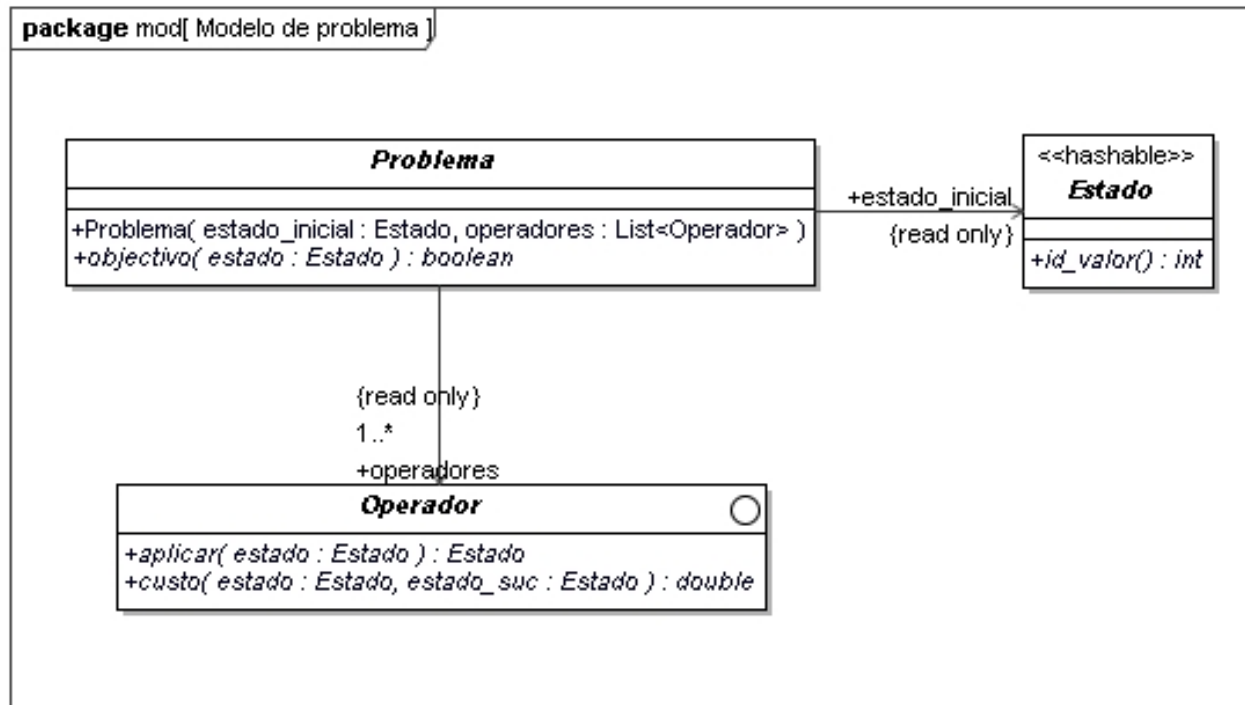 package mod[ Modelo de problema ]
Problema
+Problema( estado_inicial : Estado, operadores : List<Operador> )
+objectivo( estado : Estado ) : boolean
+estado_inicial
{read only}
<<hashable>>
Estado
+id_valor() : int
{read only}
1..*
+operadores
Operador
+aplicar( estado : Estado ) : Estado
+custo( estado : Estado, estado_suc : Estado ) : double